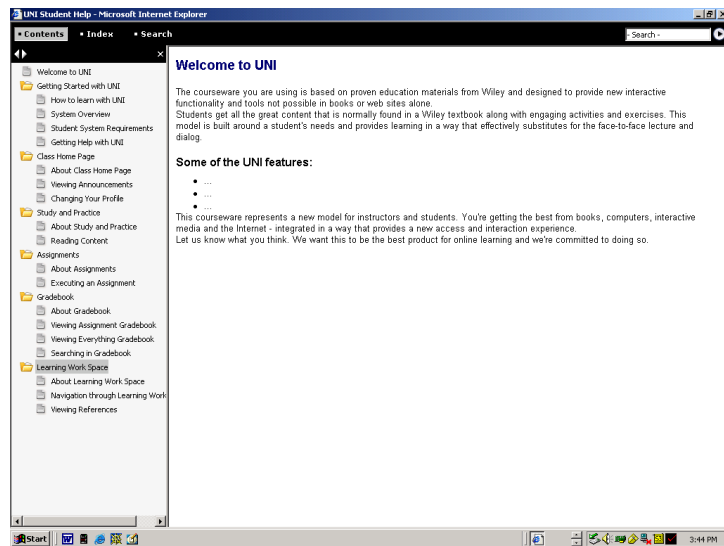 UNI Student Help - Microsoft Internet Explorer
Contents Index Search
- Search -
Welcome to UNI
Getting Started with UNI
How to learn with UNI
System Overview
Student System Requirements
Getting Help with UNI
Class Home Page
About Class Home Page
Viewing Announcements
Changing Your Profile
Study and Practice
About Study and Practice
Reading Content
Assignments
About Assignments
Executing an Assignment
Gradebook
About Gradebook
Viewing Assignment Gradebook
Viewing Everything Gradebook
Searching in Gradebook
Learning Work Space
About Learning Work Space
Navigation through Learning Work
Viewing References
Welcome to UNI
The courseware you are using is based on proven education materials from Wiley and designed to provide new interactive
functionality and tools not possible in books or web sites alone.
Students get all the great content that is normally found in a Wiley textbook along with engaging activities and exercises. This
model is built around a student's needs and provides learning in a way that effectively substitutes for the face-to-face lecture and
dialog.
Some of the UNI features:
...
...
...
This courseware represents a new model for instructors and students. You're getting the best from books, computers, interactive
media and the Internet - integrated in a way that provides a new access and interaction experience.
Let us know what you think. We want this to be the best product for online learning and we're committed to doing so.
Start
3:44 PM